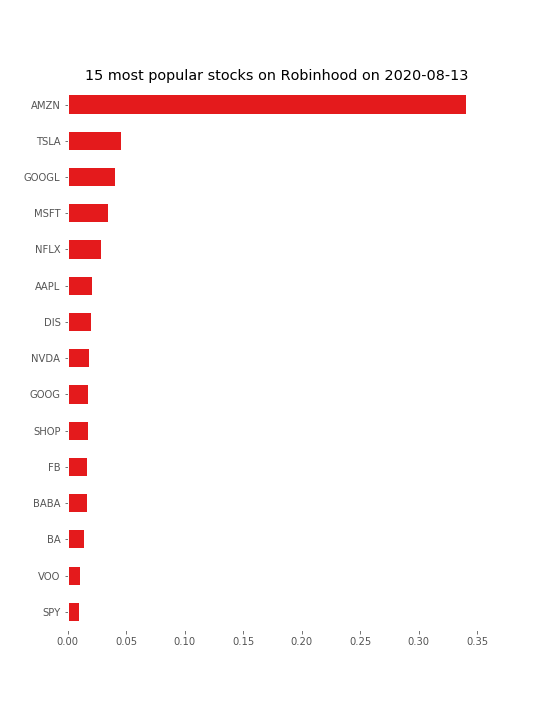 15 most popular stocks on Robinhood on 2020-08-13
AMZN
TSLA
GOOGL
MSFT
NFLX
AAPL
DIS
NVDA
GOOG
SHOP
FB
BABA
BA
VOO
SPY
0.00 0.05 0.10 0.15 0.20 0.25 0.30 0.35